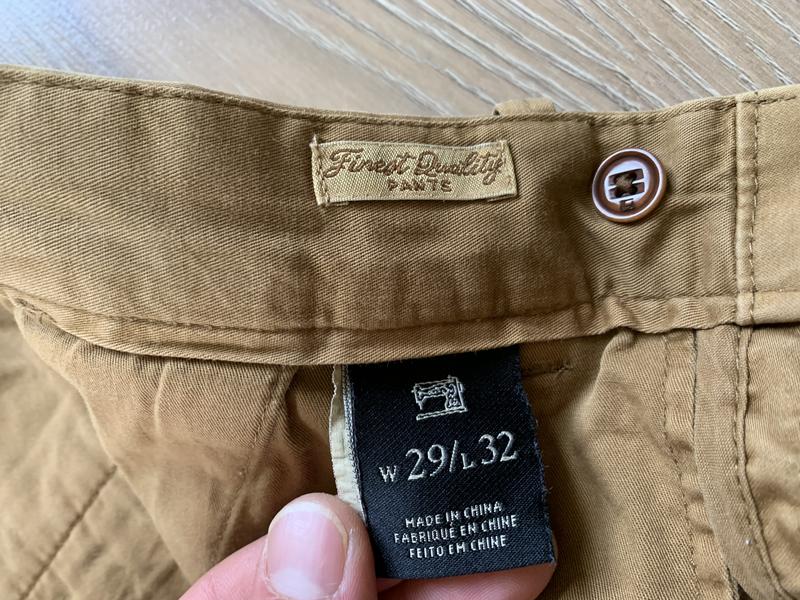 Finest Quality
PANTS
W 29/L 32
MADE IN CHINA
FABRIQUÉ EN CHINE
FEITO EM CHINE